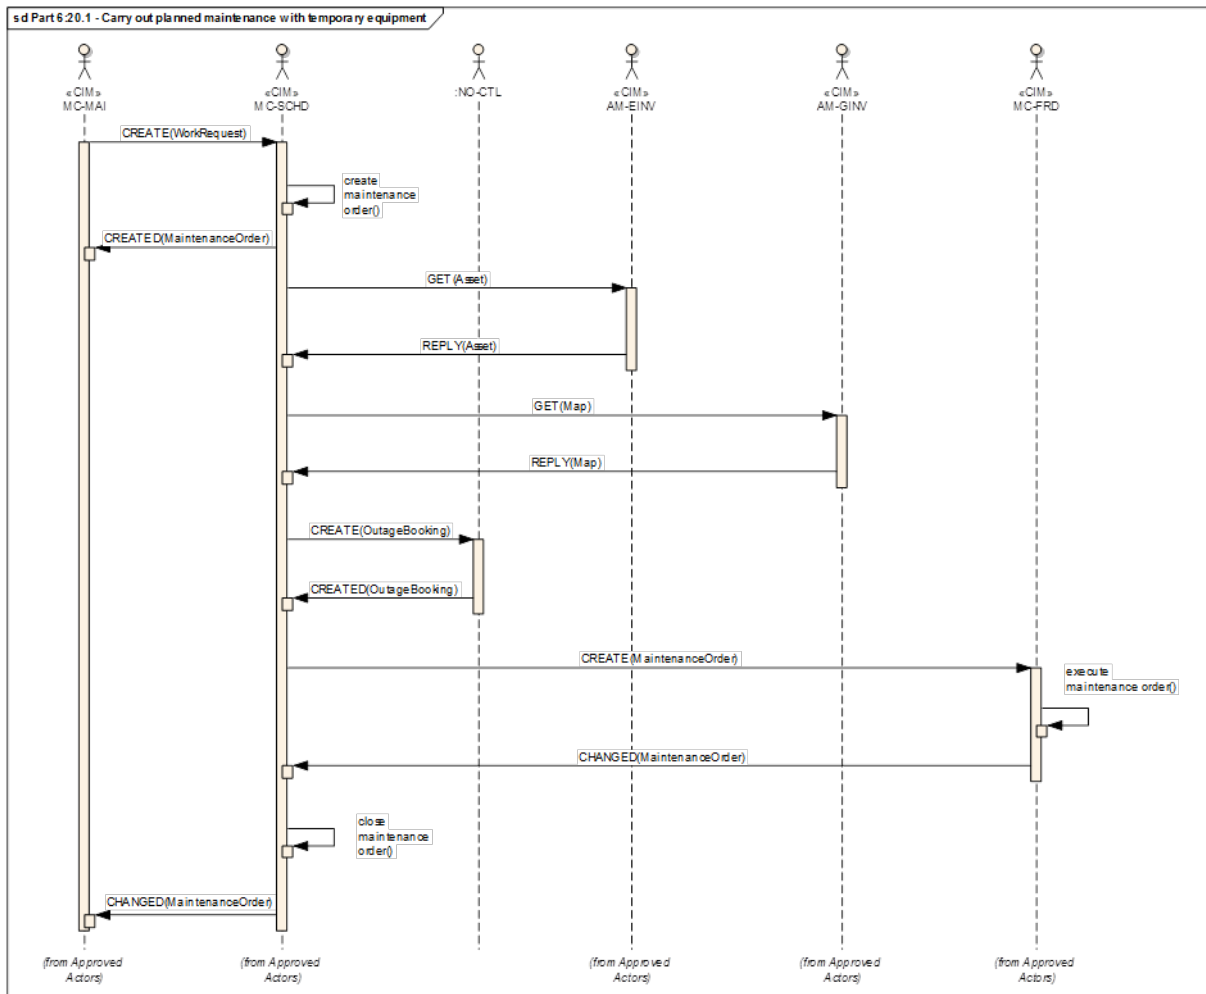 sd Part 6:20.1 - Carry out planned maintenance with temporary equipment
«CIM»
MC-MAI
«CIM»
MC-SCHD
:NO-CTL
«CIM»
AM-EINV
«CIM»
AM-GINV
«CIM»
MC-FRD
CREATE(WorkRequest)
create
maintenance
order()
CREATED(MaintenanceOrder)
GET(Asset)
REPLY(Asset)
GET(Map)
REPLY(Map)
CREATE(OutageBooking)
CREATED(OutageBooking)
CREATE(MaintenanceOrder)
execute
maintenance order()
CHANGED(MaintenanceOrder)
close
maintenance
order()
CHANGED(MaintenanceOrder)
(from Approved
Actors)
(from Approved
Actors)
(from Approved
Actors)
(from Approved
Actors)
(from Approved
Actors)